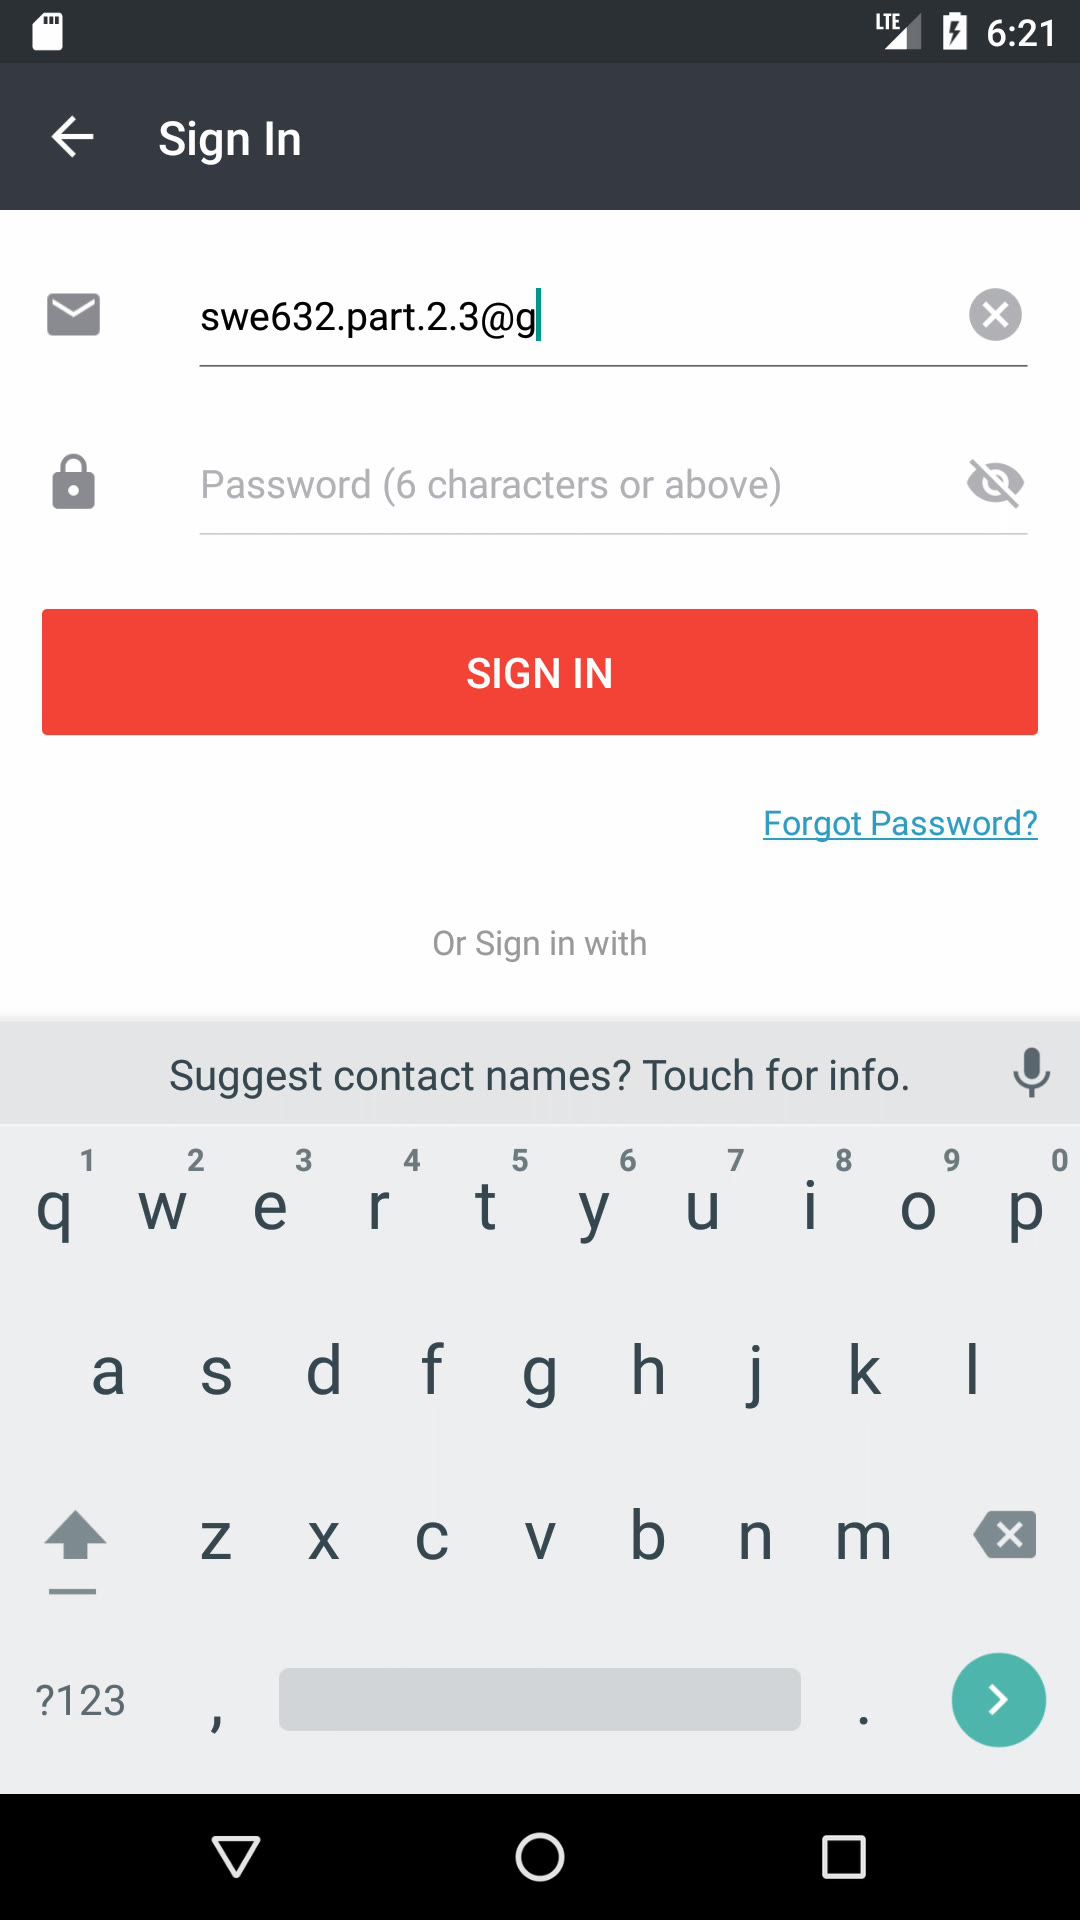 LTE 6:21
Sign In
swe632.part.2.3@g
Password (6 characters or above)
SIGN IN
Forgot Password?
Or Sign in with
Suggest contact names? Touch for info.
1 2 3 4 5 6 7 8 9 0
q w e r t y u i o p
a s d f g h j k l
z x c v b n m
?123 , .